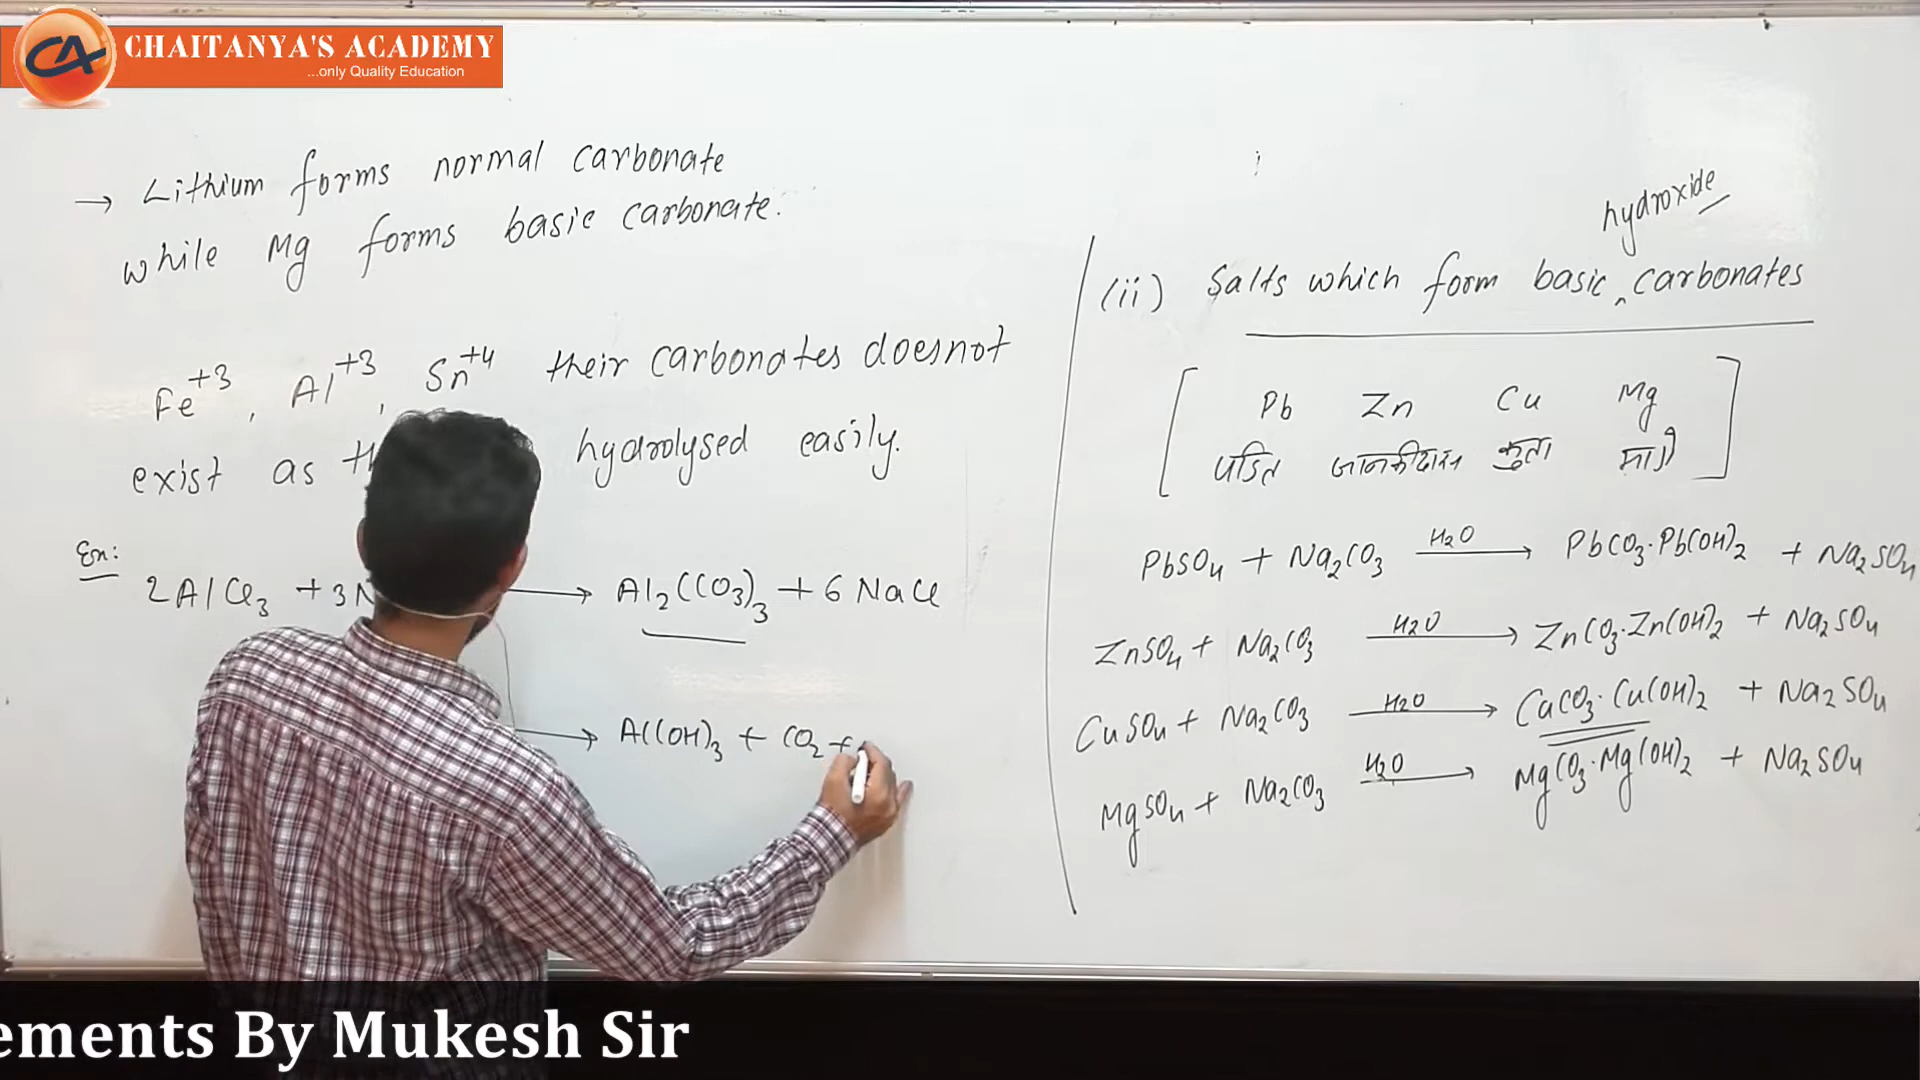 CHAITANYA'S ACADEMY
...only Quality Education
→ Lithium forms normal carbonate
while Mg forms basic carbonate.
Fe+3, Al+3, Sn+4 their carbonates doesnot
exist as hydrolysed easily.
Ex:
2AlCl3 + 3N → Al2(CO3)3 + 6NaCl
→ Al(OH)3 + CO2 +
hydroxide
(ii) Salts which form basic ^ carbonates
Pb Zn Cu Mg
पंडित जानकीदास कुत्ता
PbSO4 + Na2CO3 H2O → PbCO3.Pb(OH)2 + Na2SO4
ZnSO4 + Na2CO3 H2O → ZnCO3.Zn(OH)2 + Na2SO4
CuSO4 + Na2CO3 H2O → CuCO3.Cu(OH)2 + Na2SO4
MgSO4 + Na2CO3 H2O → MgCO3.Mg(OH)2 + Na2SO4
ements By Mukesh Sir